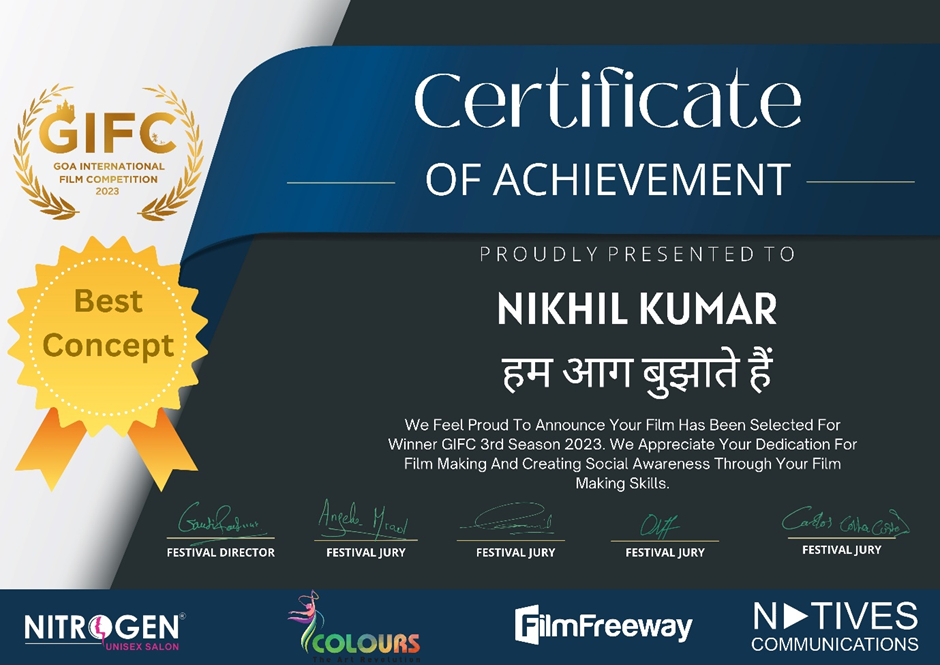 Certificate
OF ACHIEVEMENT
GIFC
GOA INTERNATIONAL
FILM COMPETITION
2023
PROUDLY PRESENTED TO
Best
Concept
NIKHIL KUMAR
हम आग बुझाते हैं
We Feel Proud To Announce Your Film Has Been Selected For
Winner GIFC 3rd Season 2023. We Appreciate Your Dedication For
Film Making And Creating Social Awareness Through Your Film
Making Skills.
FESTIVAL DIRECTOR
FESTIVAL JURY
FESTIVAL JURY
FESTIVAL JURY
FESTIVAL JURY
NITROGEN®
UNISEX SALON
COLOURS
The Art Revolution
FilmFreeway
NATIVES
COMMUNICATIONS